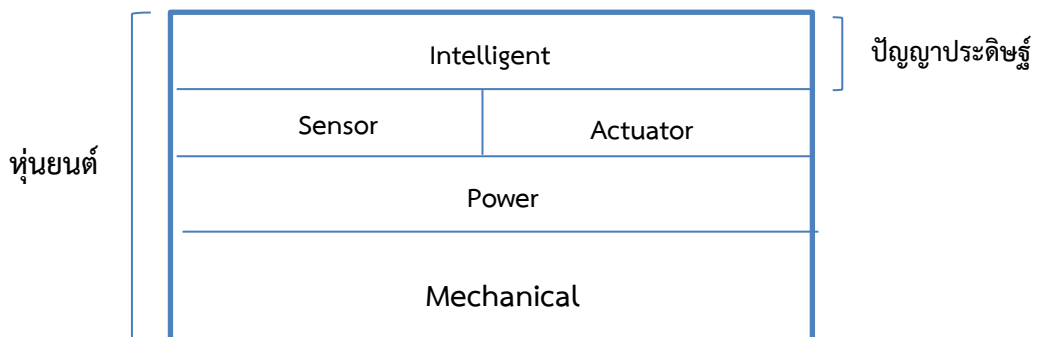 Intelligent
ปัญญาประดิษฐ์
Sensor
Actuator
หุ่นยนต์
Power
Mechanical